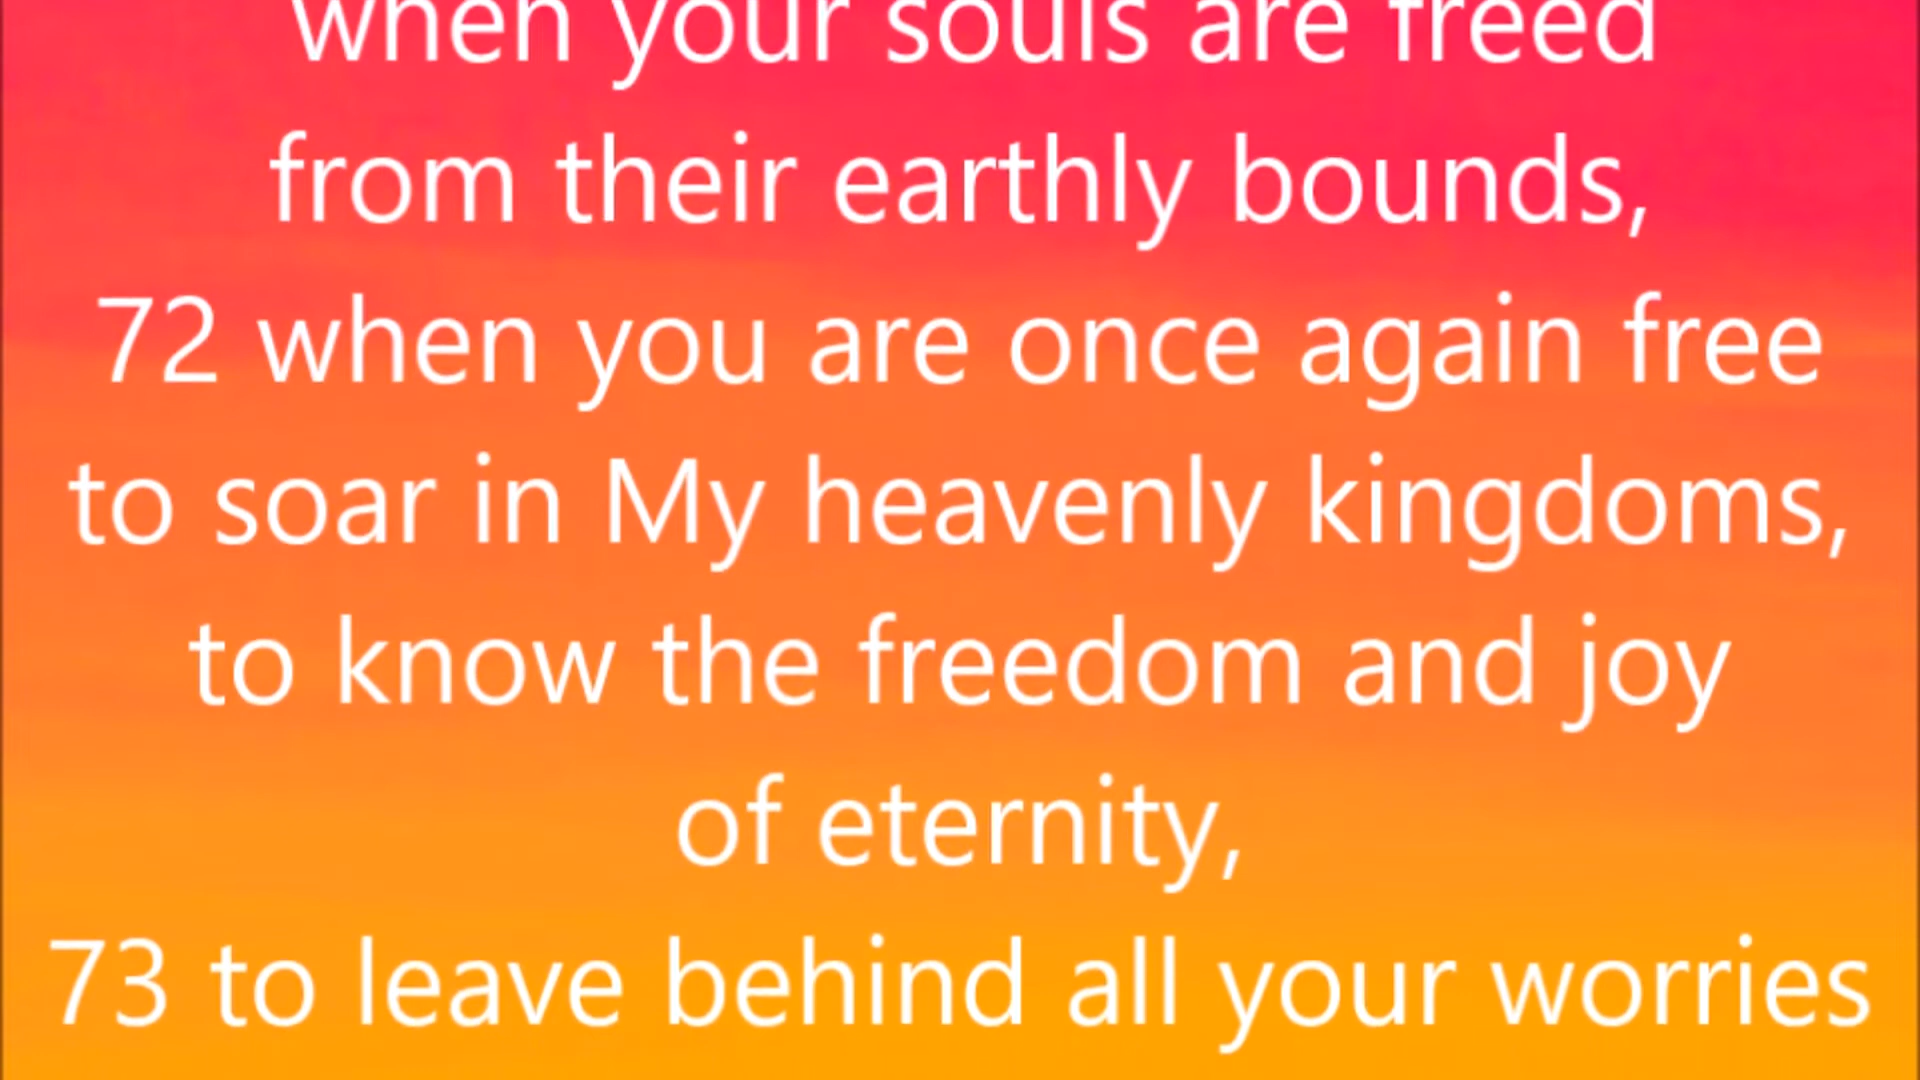 when your souls are freed
from their earthly bounds,
72 when you are once again free
to soar in My heavenly kingdoms,
to know the freedom and joy
of eternity,
73 to leave behind all your worries